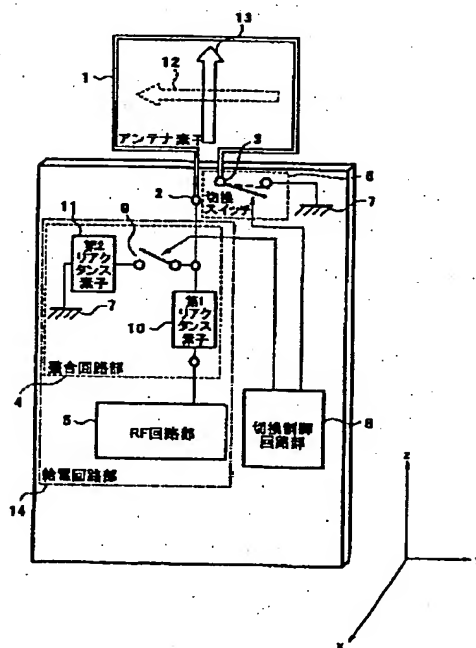 13
1
12
アンテナ素子
3
6
2
切換
スイッチ
7
11
9
第2
リアク
タンス
素子
7
第1
リアク
タンス
素子
10
整合回路部
4
5
RF回路部
切換制御
回路部
8
給電回路部
14
z
x